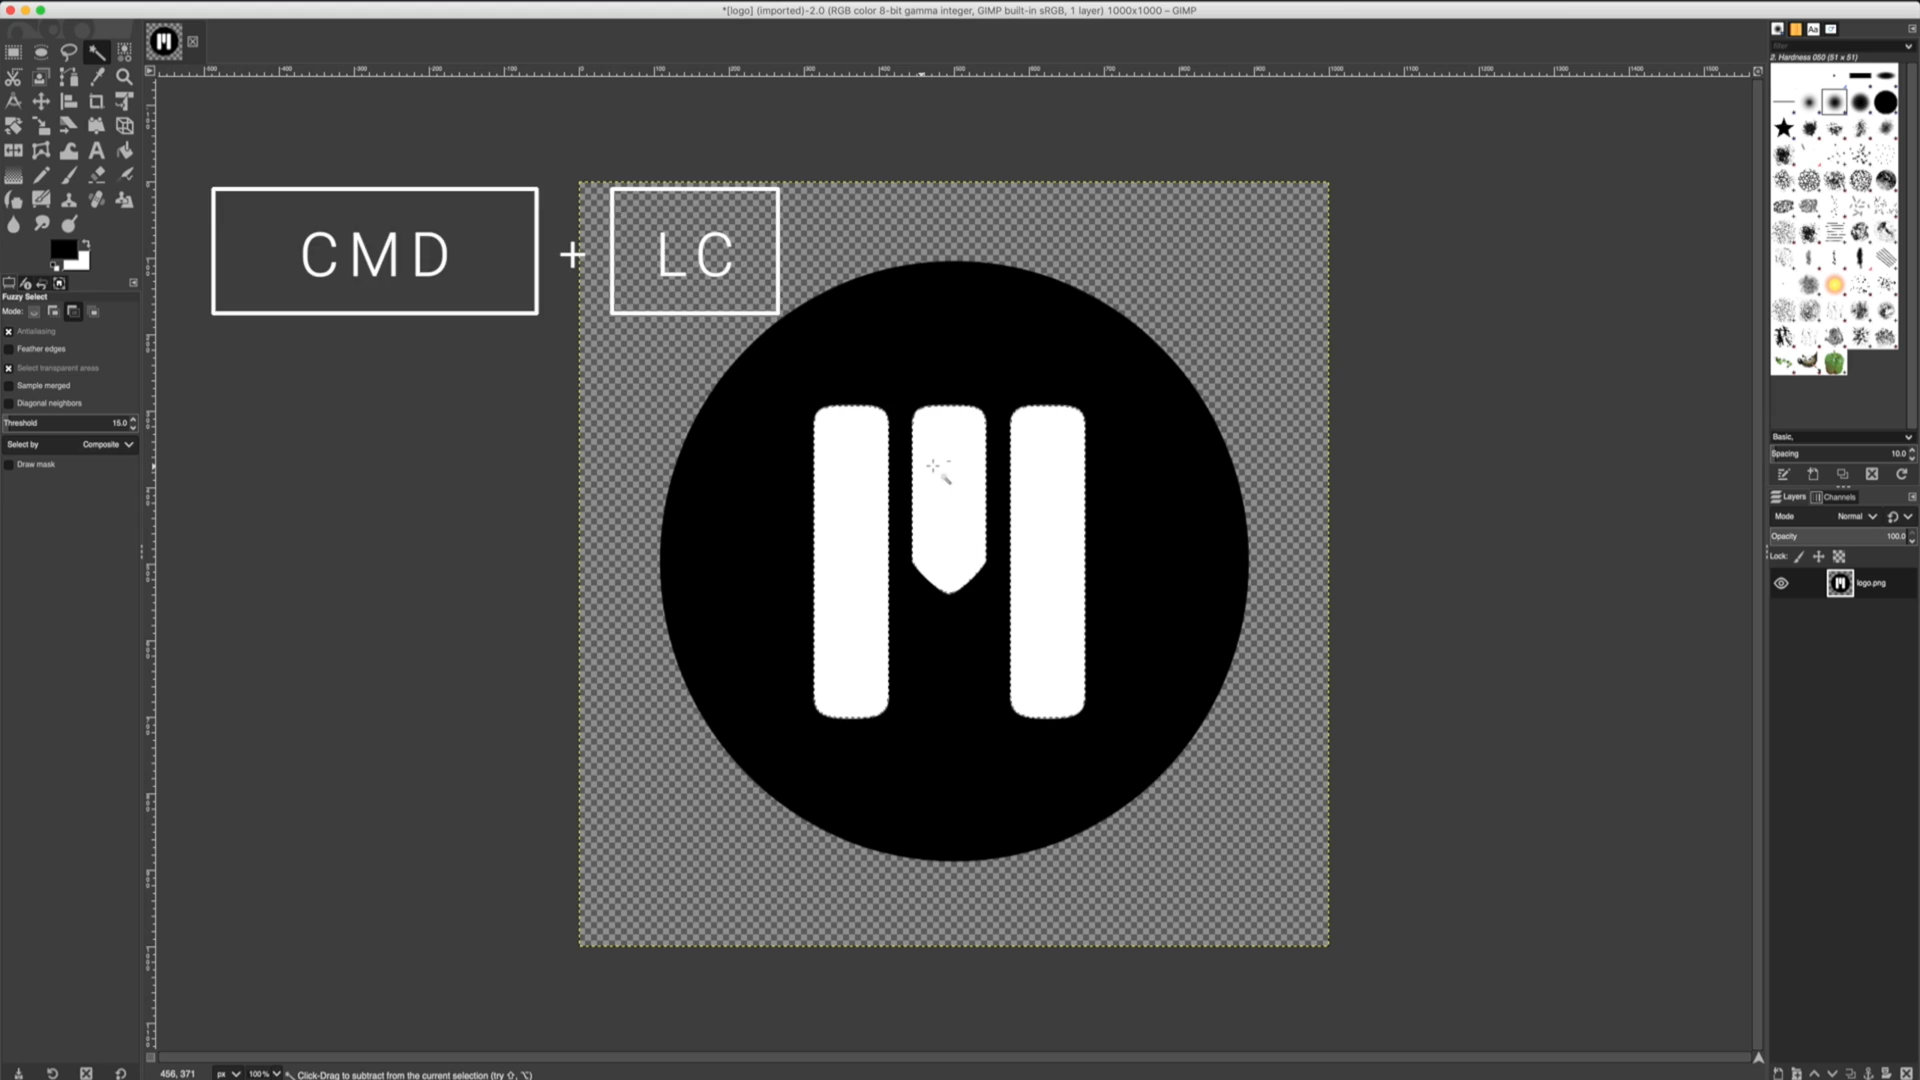 *[logo] (imported)-2.0 (RGB color 8-bit gamma integer, GIMP built-in sRGB, 1 layer) 1000x1000 – GIMP
Aa
filter
2. Hardness 050 (51 x 51)
CMD + LC
Fuzzy Select
Mode:
Antialiasing
Feather edges
Select transparent areas
Sample merged
Diagonal neighbors
Threshold 15.0
Select by Composite
Draw mask
Basic,
Spacing 10.0
Layers Channels
Mode Normal
Opacity 100.0
Lock:
logo.png
456, 371 px 100% Click-Drag to subtract from the current selection (try ⇧, ⌥)